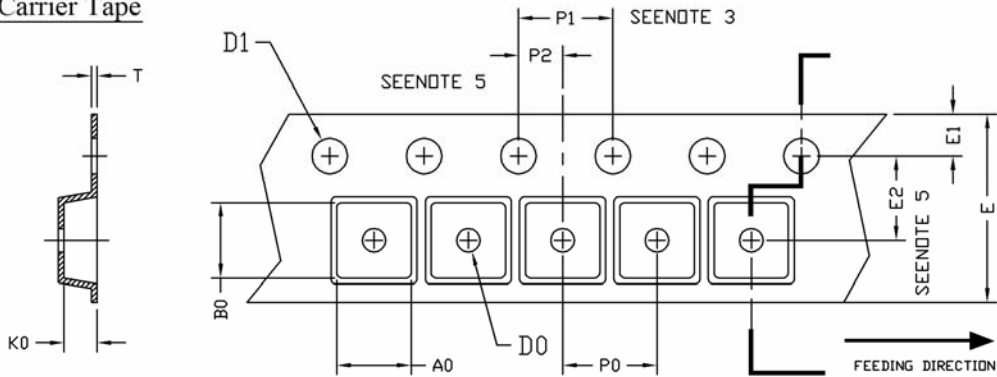 Carrier Tape
P1
SEENOTE 3
D1
P2
T
SEENOTE 5
E1
E2
E
SEENOTE 5
B0
D0
K0
A0
P0
FEEDING DIRECTION